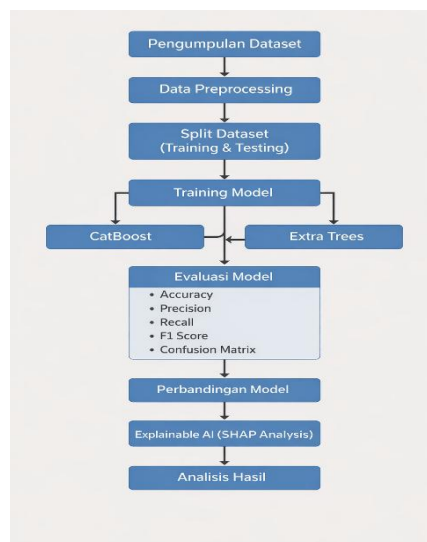 Pengumpulan Dataset
Data Preprocessing
Split Dataset
(Training & Testing)
Training Model
CatBoost
Extra Trees
Evaluasi Model
• Accuracy
• Precision
• Recall
• F1 Score
• Confusion Matrix
Perbandingan Model
Explainable AI (SHAP Analysis)
Analisis Hasil